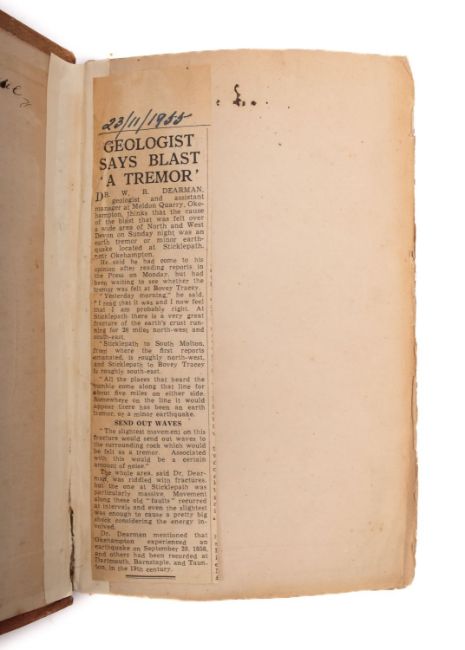 23/11/1955
GEOLOGIST
SAYS BLAST
'A TREMOR'
DR. W. R. DEARMAN,
geologist and assistant
manager at Meldon Quarry, Oke-
hampton, thinks that the cause
of the blast that was felt over
a wide area of North and West
Devon on Sunday night was an
earth tremor or minor earth-
quake located at Sticklepath,
near Okehampton.
He said he had come to his
opinion after reading reports in
the Press on Monday, but had
been waiting to see whether the
tremor was felt at Bovey Tracey.
"Yesterday morning," he said,
"I read that it was and I now feel
that I am probably right. At
Sticklepath there is a very great
fracture of the earth's crust run-
ning for 26 miles north-west and
south-east.
"Sticklepath to South Molton,
from where the first reports
emanated, is roughly north-west,
and Sticklepath to Bovey Tracey
is roughly south-east.
"All the places that heard the
rumble come along that line for
about five miles on either side.
Somewhere on the line it would
appear there has been an earth
tremor, or a minor earthquake.
SEND OUT WAVES
"The slightest movement on this
fracture would send out waves to
the surrounding rock which would
be felt as a tremor. Associated
with this would be a certain
amount of noise."
The whole area, said Dr. Dear-
man, was riddled with fractures,
but the one at Sticklepath was
particularly massive. Movement
along these old "faults" recurred
at intervals and even the slightest
was enough to cause a pretty big
shock considering the energy in-
volved.
Dr. Dearman mentioned that
Okehampton experienced an
earthquake on September 23, 1858,
and others had been recorded at
Dartmouth, Barnstaple, and Taun-
ton, in the 19th century.